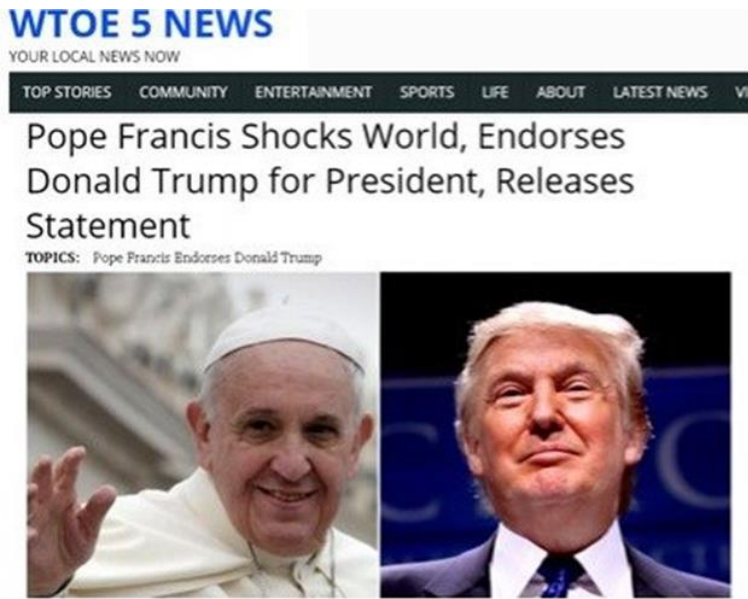 WTOE 5 NEWS
YOUR LOCAL NEWS NOW
TOP STORIES COMMUNITY ENTERTAINMENT SPORTS LIFE ABOUT LATEST NEWS
Pope Francis Shocks World, Endorses
Donald Trump for President, Releases
Statement
TOPICS: Pope Francis Endorses Donald Trump